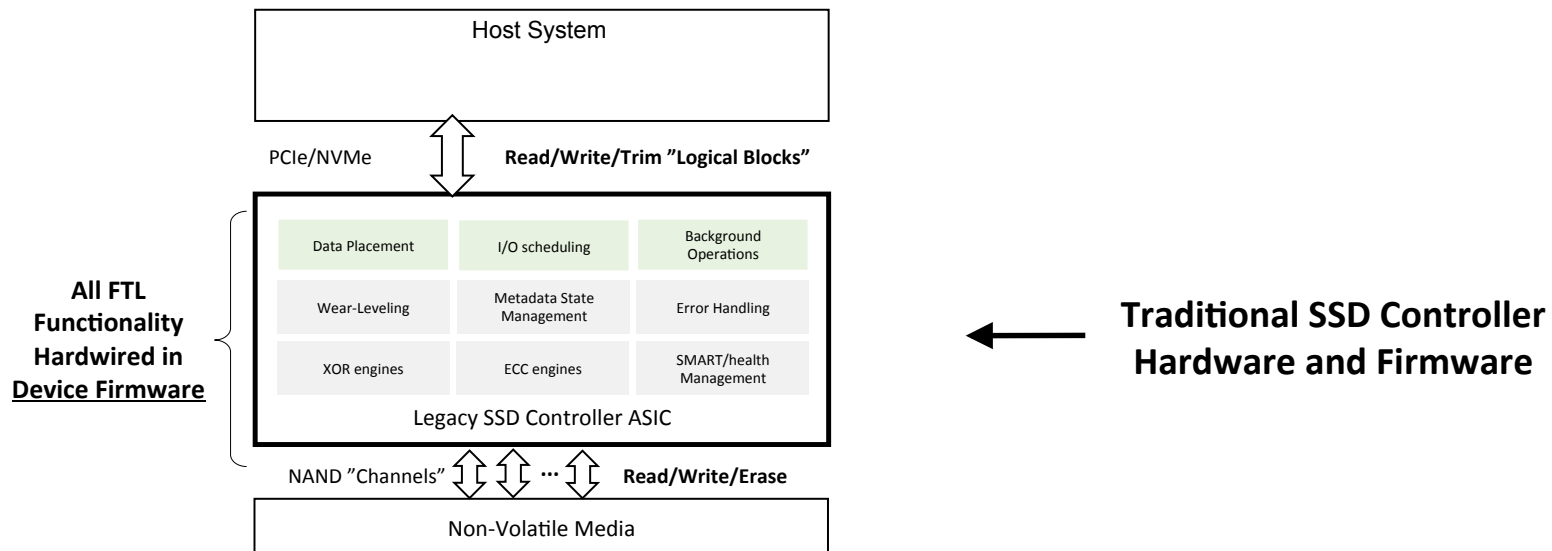 Host System
PCIe/NVMe
Read/Write/Trim ”Logical Blocks”
Data Placement
I/O scheduling
Background
Operations
Wear-Leveling
Metadata State
Management
Error Handling
XOR engines
ECC engines
SMART/health
Management
Legacy SSD Controller ASIC
All FTL
Functionality
Hardwired in
Device Firmware
Traditional SSD Controller
Hardware and Firmware
NAND ”Channels”
...
Read/Write/Erase
Non-Volatile Media